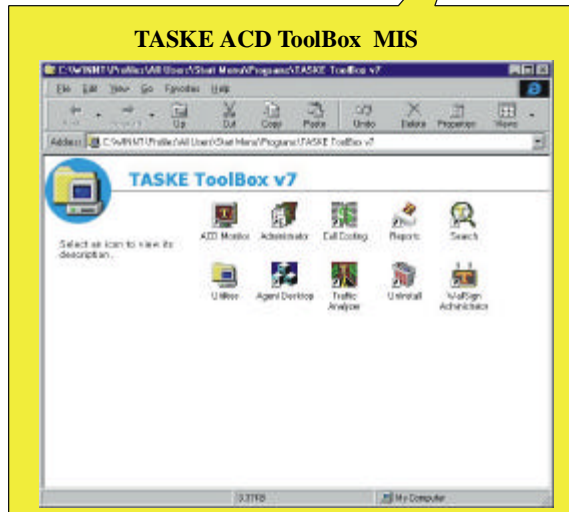 TASKE ACD ToolBox MIS
C:\WINNT\Profiles\All Users\Start Menu\Programs\TASKE ToolBox v7
File Edit View Go Favorites Help
Up Cut Copy Paste Undo Delete Properties Views
Address C:\WINNT\Profiles\All Users\Start Menu\Programs\TASKE ToolBox v7
TASKE ToolBox v7
Select an icon to view its
description.
ACD Monitor Administrator Call Costing Reports Search
Utilities Agent Desktop Traffic Analyzer Uninstall WallSign Administrator
My Computer